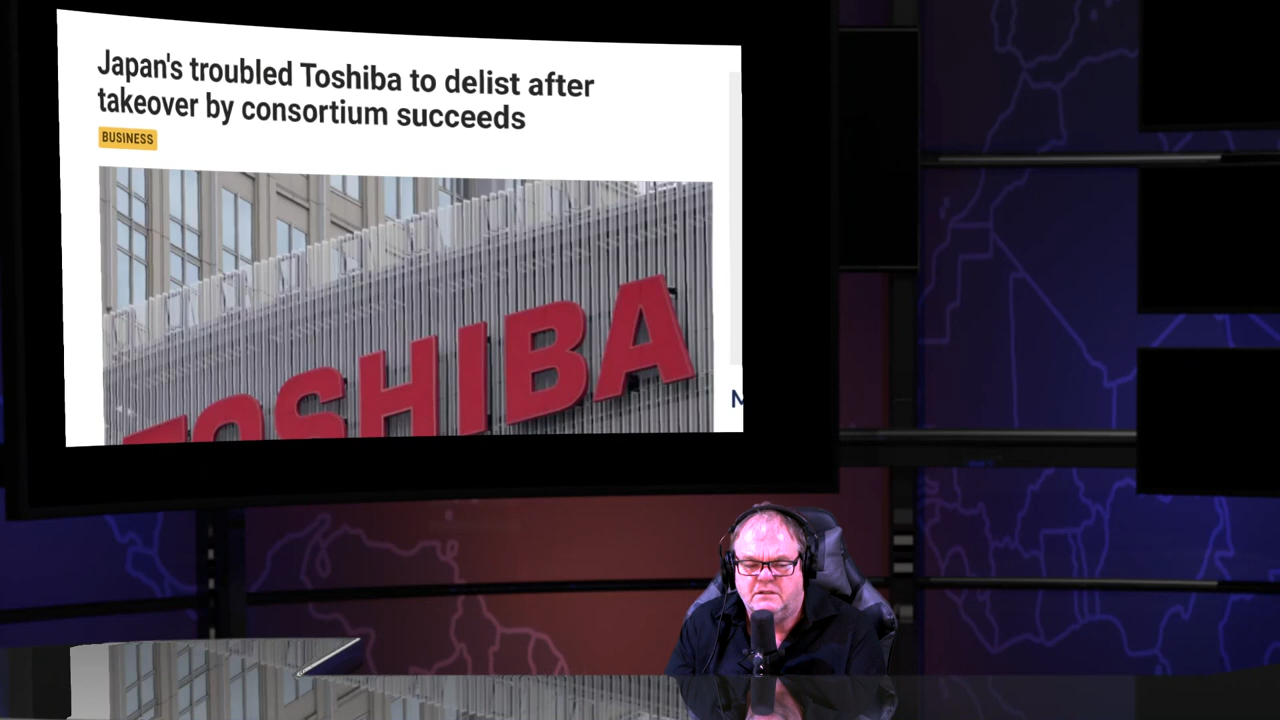 Japan's troubled Toshiba to delist after
takeover by consortium succeeds
BUSINESS
TOSHIBA
M